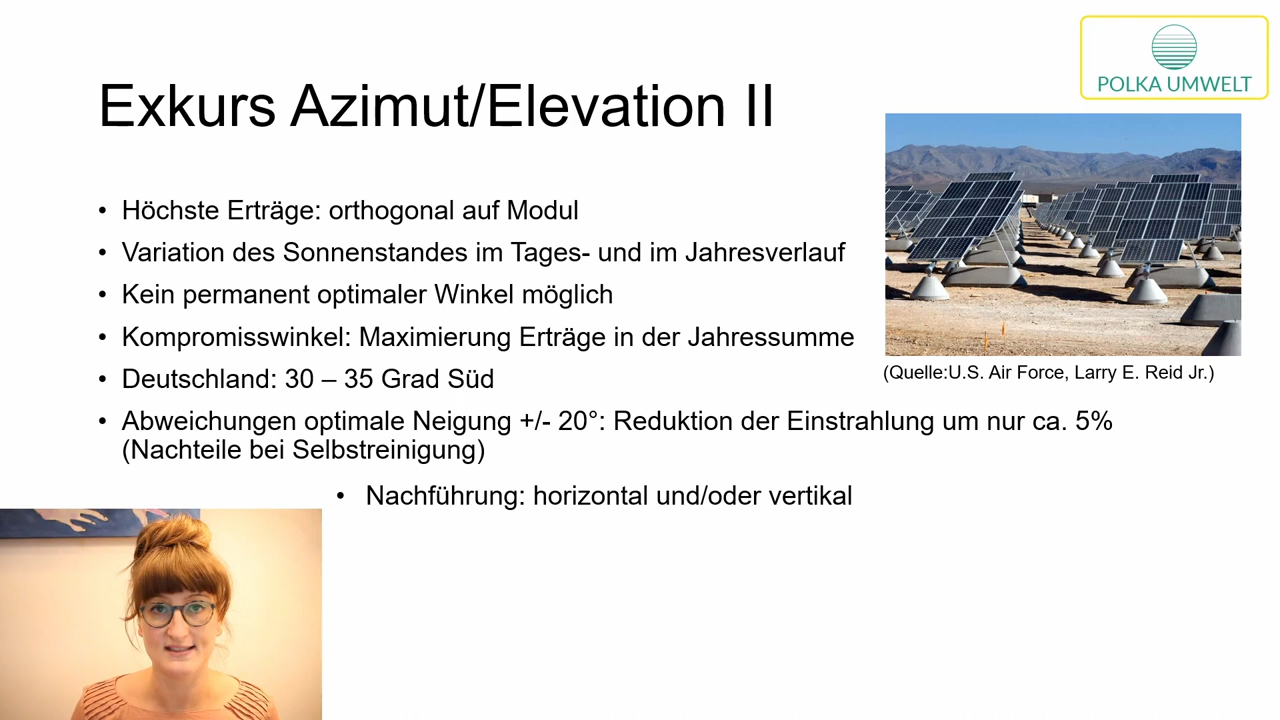 POLKA UMWELT
Exkurs Azimut/Elevation II
• Höchste Erträge: orthogonal auf Modul
• Variation des Sonnenstandes im Tages- und im Jahresverlauf
• Kein permanent optimaler Winkel möglich
• Kompromisswinkel: Maximierung Erträge in der Jahressumme
• Deutschland: 30 – 35 Grad Süd
(Quelle:U.S. Air Force, Larry E. Reid Jr.)
• Abweichungen optimale Neigung +/- 20°: Reduktion der Einstrahlung um nur ca. 5%
(Nachteile bei Selbstreinigung)
• Nachführung: horizontal und/oder vertikal